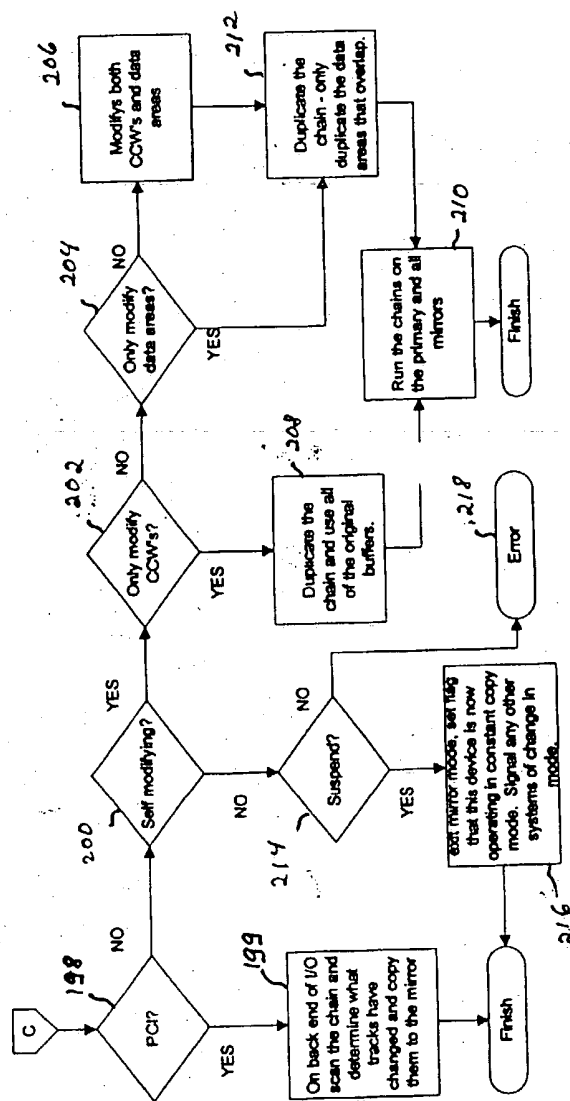 C
198
PCI?
NO
YES
199
On back end of I/O
scan the chain and
determine what
tracks have
changed and copy
them to the mirror
Finish
200
Self modifying?
YES
NO
214
Suspend?
NO
YES
exit mirror mode, set flag
that this device is now
operating in constant copy
mode. Signal any other
systems of change in
mode.
216
218
Error
202
Only modify
CCW's?
NO
YES
208
Duplicate the
chain and use all
of the original
buffers.
204
Only modify
data areas?
NO
YES
206
Modifys both
CCW's and data
areas
212
Duplicate the
chain - only
duplicate the data
areas that overlap.
210
Run the chains on
the primary and all
mirrors
Finish